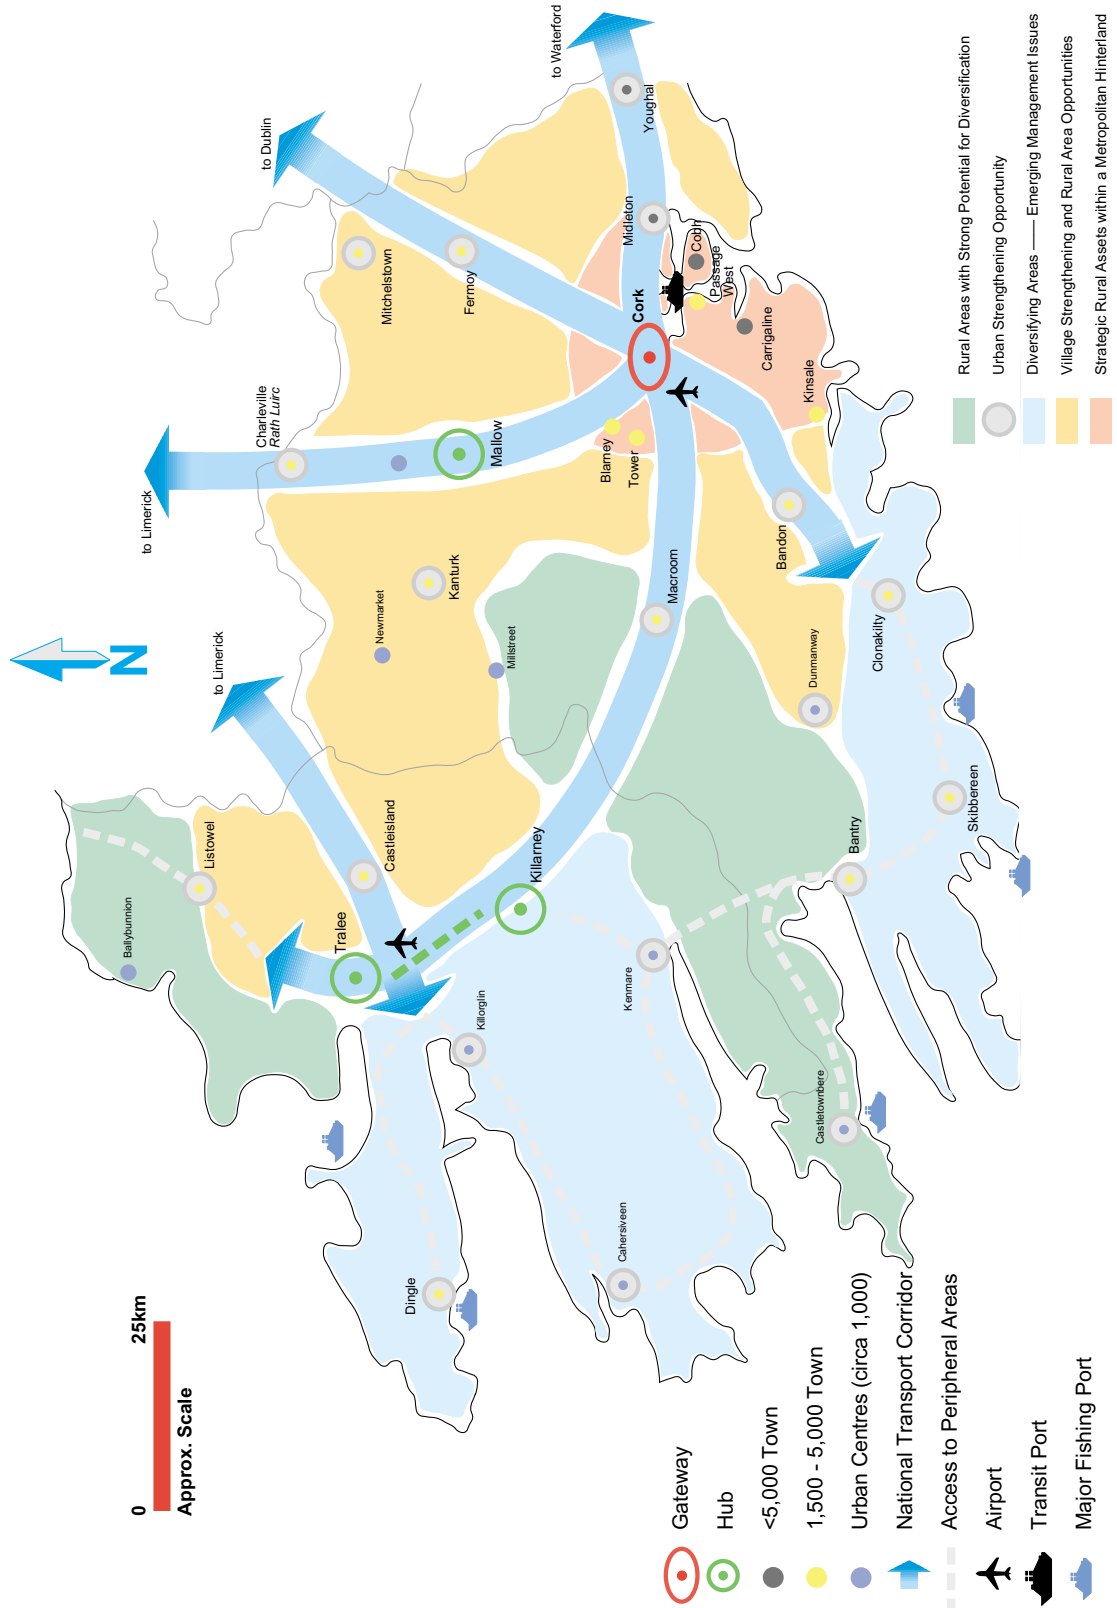 to Limerick
to Limerick
to Dublin
to Waterford
N
Charleville
Rath Luirc
Mitchelstown
Fermoy
Mallow
Kanturk
Newmarket
Millstreet
Listowel
Ballybunnion
Castleisland
Tralee
Killarney
Killorglin
Kenmare
Dingle
Cahersiveen
Castletownbere
Bantry
Skibbereen
Clonakilty
Dunmanway
Bandon
Macroom
Blarney
Tower
Cork
Kinsale
Carrigaline
Passage
West
Cobh
Midleton
Youghal
0
25km
Approx. Scale
Gateway
Hub
<5,000 Town
1,500 - 5,000 Town
Urban Centres (circa 1,000)
National Transport Corridor
Access to Peripheral Areas
Airport
Transit Port
Major Fishing Port
Rural Areas with Strong Potential for Diversification
Urban Strengthening Opportunity
Diversifying Areas —— Emerging Management Issues
Village Strengthening and Rural Area Opportunities
Strategic Rural Assets within a Metropolitan Hinterland